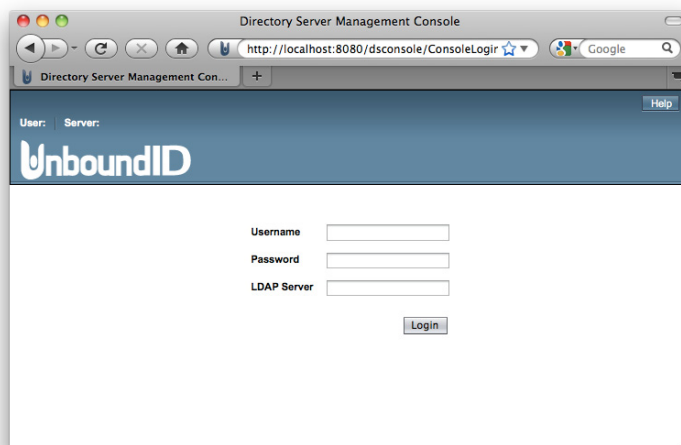 Directory Server Management Console
http://localhost:8080/dsconsole/ConsoleLogin
Google
Directory Server Management Con...
+
Help
User: Server:
UnboundID
Username
Password
LDAP Server
Login